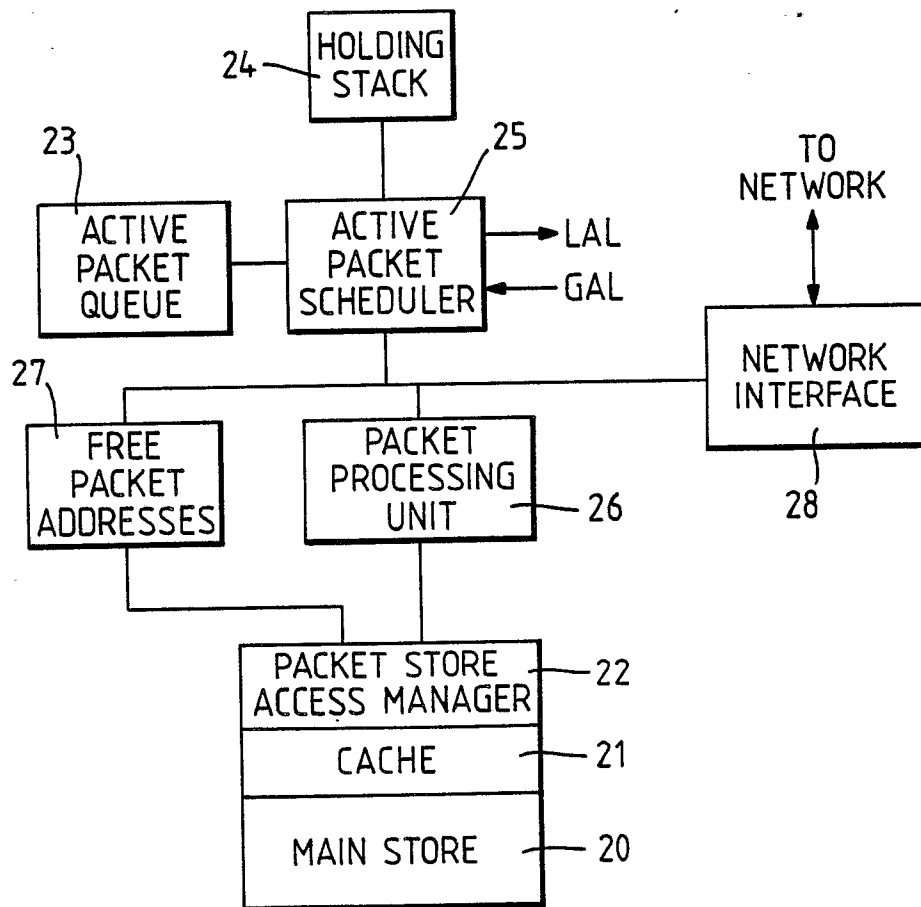 24
HOLDING
STACK
23
ACTIVE
PACKET
QUEUE
25
ACTIVE
PACKET
SCHEDULER
LAL
GAL
TO
NETWORK
NETWORK
INTERFACE
28
27
FREE
PACKET
ADDRESSES
PACKET
PROCESSING
UNIT
26
PACKET STORE
ACCESS MANAGER
22
CACHE
21
MAIN STORE
20